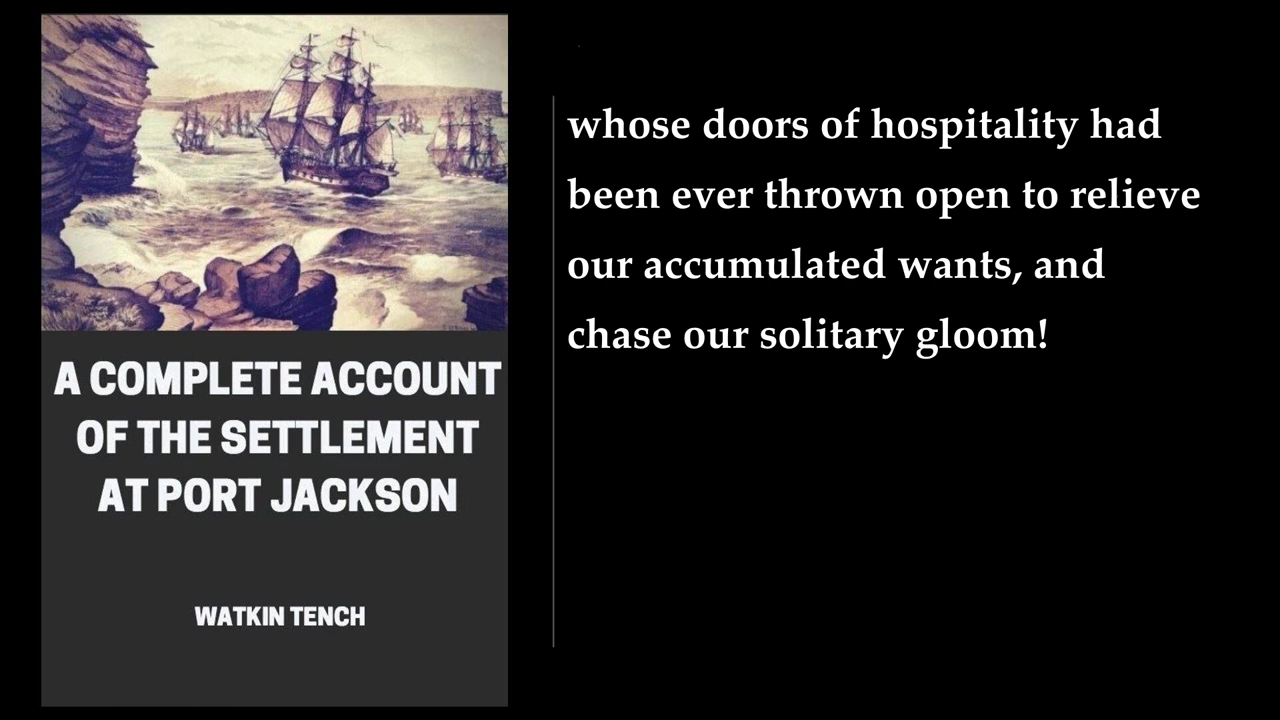 A COMPLETE ACCOUNT
OF THE SETTLEMENT
AT PORT JACKSON
WATKIN TENCH
whose doors of hospitality had
been ever thrown open to relieve
our accumulated wants, and
chase our solitary gloom!